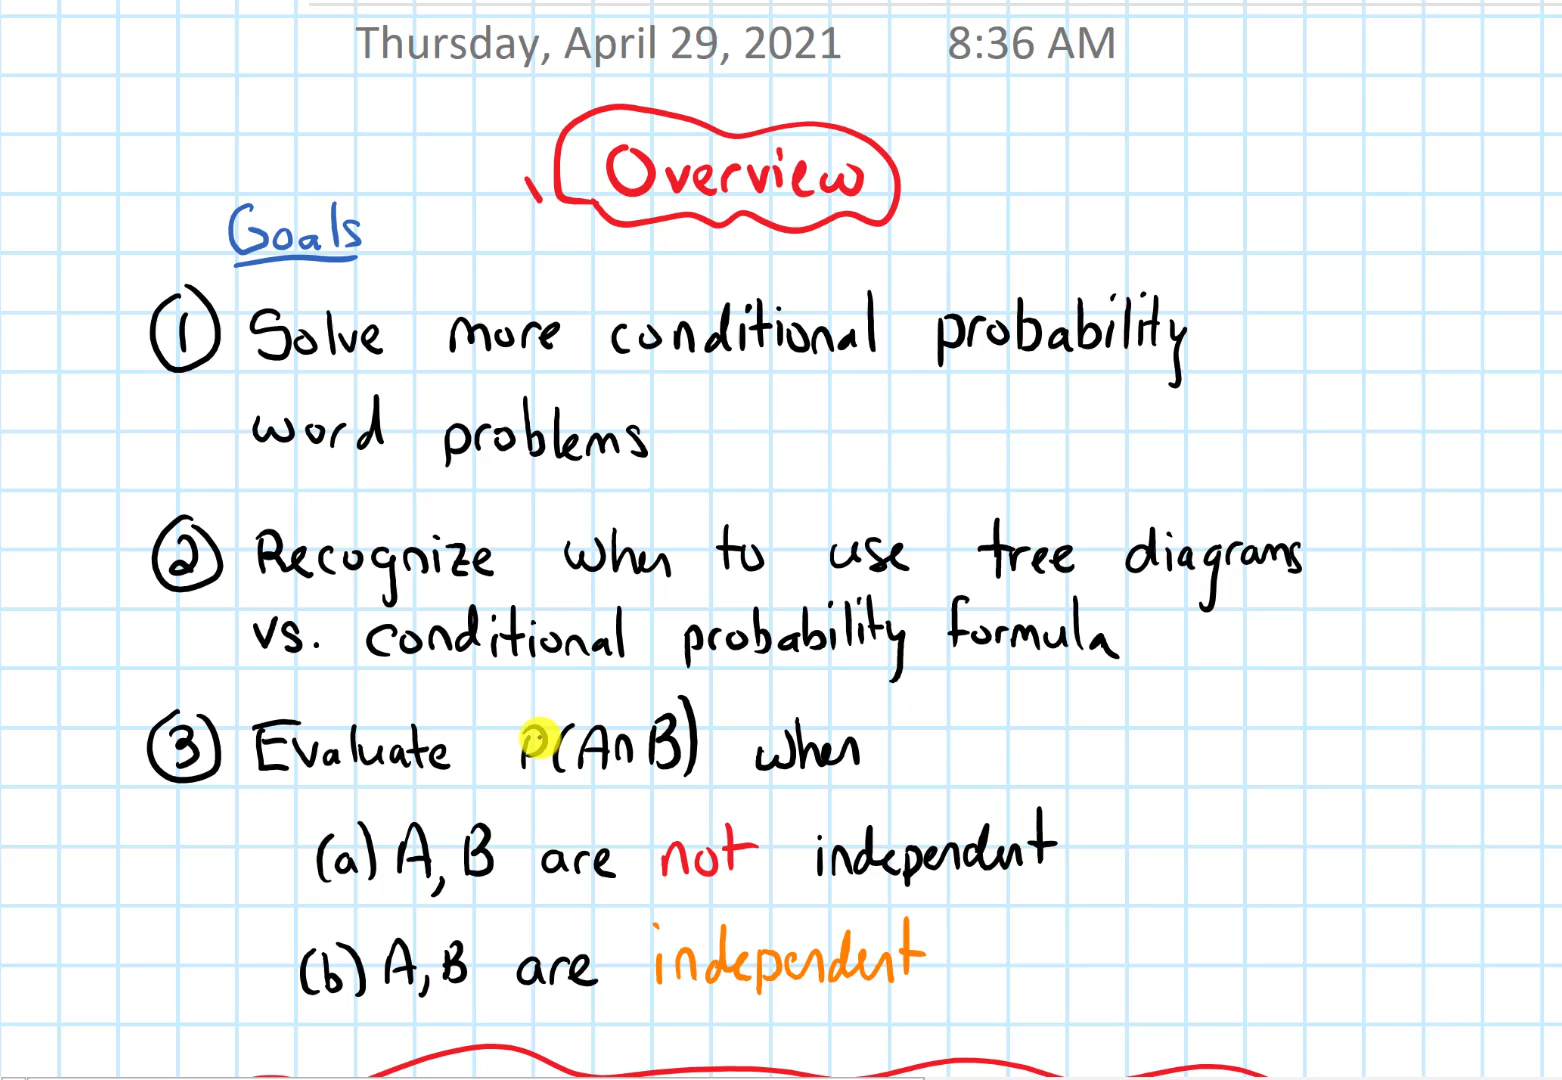 Thursday, April 29, 2021 8:36 AM
Overview
Goals
① Solve more conditional probability
word problems
② Recognize when to use tree diagrams
vs. conditional probability formula
③ Evaluate P(A∩B) when
(a) A, B are not independent
(b) A, B are independent